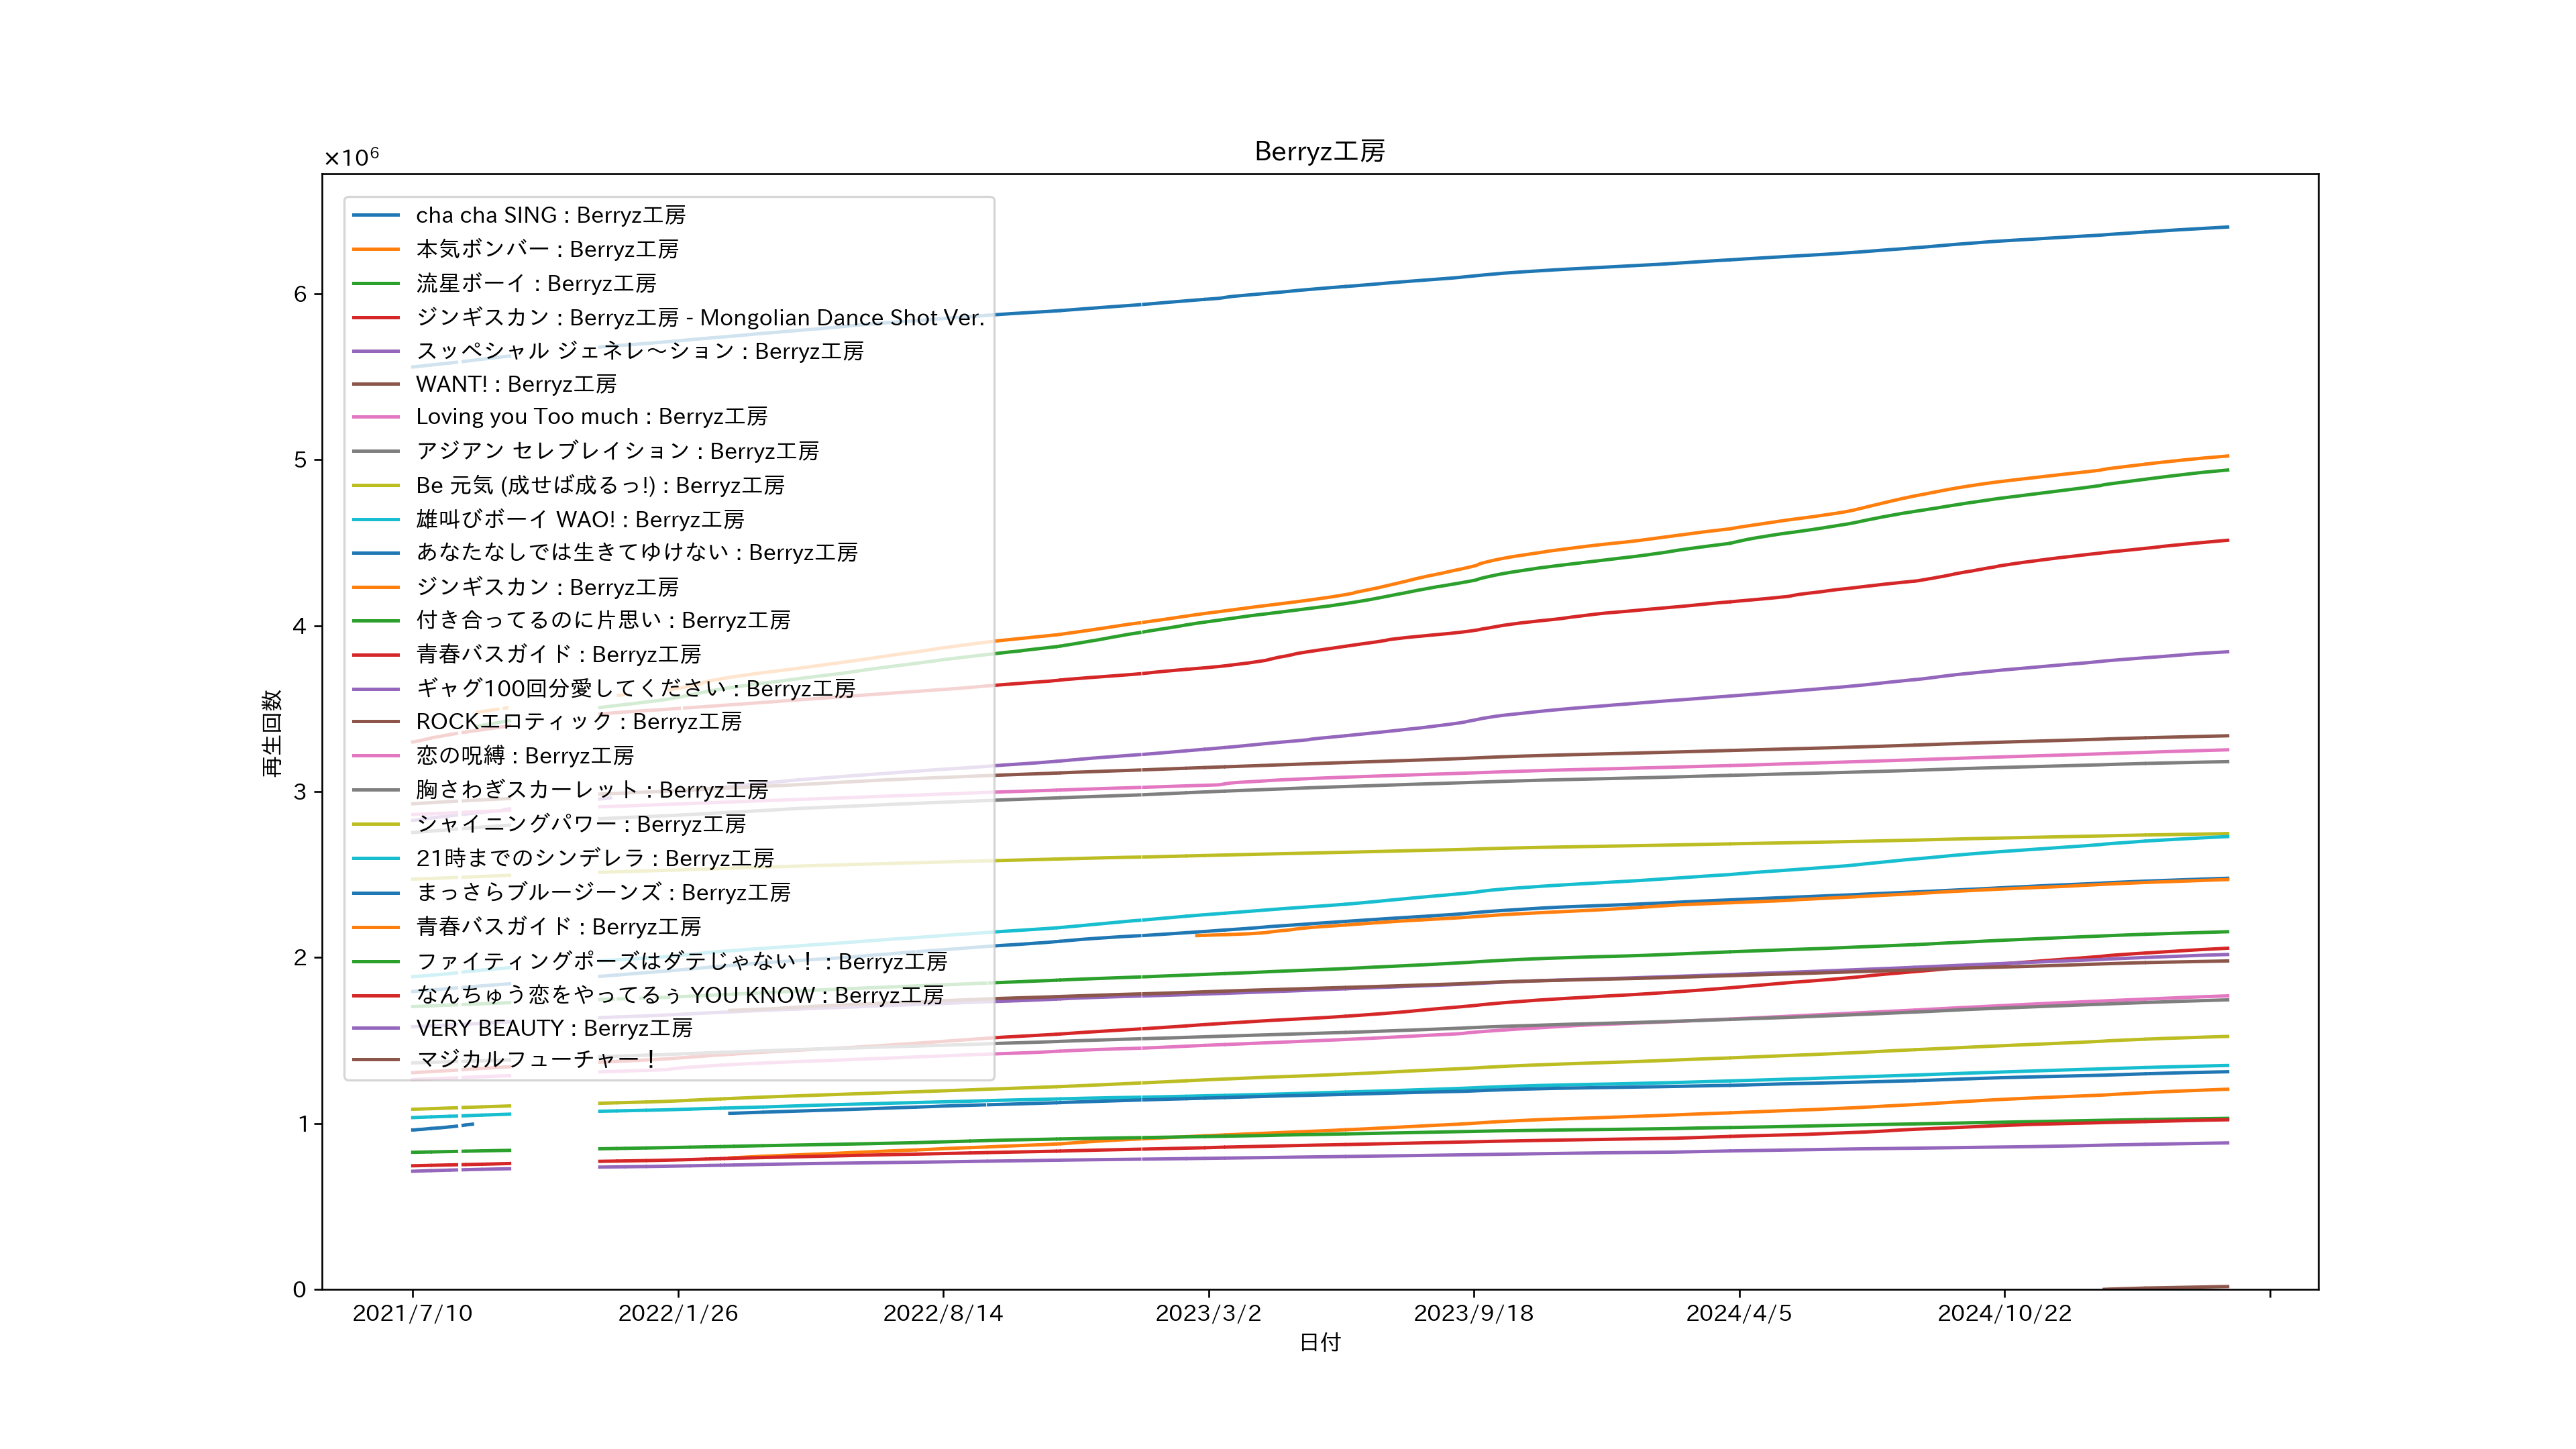 Berryz工房
×10⁶
cha cha SING : Berryz工房
本気ボンバー : Berryz工房
流星ボーイ : Berryz工房
ジンギスカン : Berryz工房 - Mongolian Dance Shot Ver.
スッペシャル ジェネレ～ション : Berryz工房
WANT! : Berryz工房
Loving you Too much : Berryz工房
アジアン セレブレイション : Berryz工房
Be 元気 (成せば成るっ!) : Berryz工房
雄叫びボーイ WAO! : Berryz工房
あなたなしでは生きてゆけない : Berryz工房
ジンギスカン : Berryz工房
付き合ってるのに片思い : Berryz工房
青春バスガイド : Berryz工房
ギャグ100回分愛してください : Berryz工房
ROCKエロティック : Berryz工房
恋の呪縛 : Berryz工房
胸さわぎスカーレット : Berryz工房
シャイニングパワー : Berryz工房
21時までのシンデレラ : Berryz工房
まっさらブルージーンズ : Berryz工房
青春バスガイド : Berryz工房
ファイティングポーズはダテじゃない！ : Berryz工房
なんちゅう恋をやってるぅ YOU KNOW : Berryz工房
VERY BEAUTY : Berryz工房
マジカルフューチャー！
6
5
4
3
2
1
0
再生回数
2021/7/10
2022/1/26
2022/8/14
2023/3/2
2023/9/18
2024/4/5
2024/10/22
日付